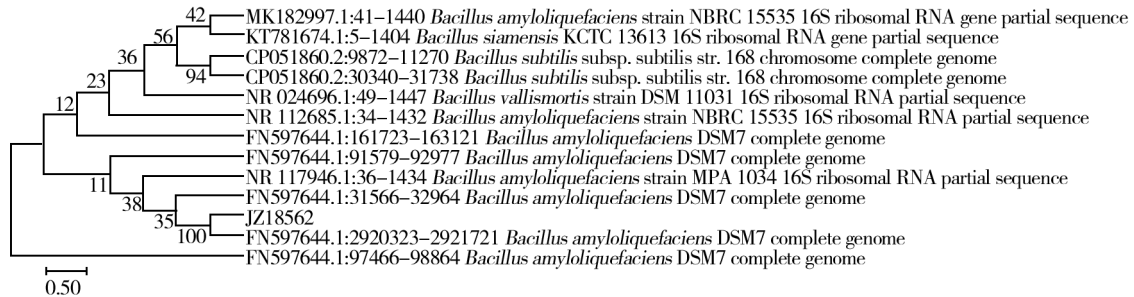 42 MK182997.1:41–1440 Bacillus amyloliquefaciens strain NBRC 15535 16S ribosomal RNA gene partial sequence
56 KT781674.1:5–1404 Bacillus siamensis KCTC 13613 16S ribosomal RNA gene partial sequence
36 CP051860.2:9872–11270 Bacillus subtilis subsp. subtilis str. 168 chromosome complete genome
94 CP051860.2:30340–31738 Bacillus subtilis subsp. subtilis str. 168 chromosome complete genome
23 NR 024696.1:49–1447 Bacillus vallismortis strain DSM 11031 16S ribosomal RNA partial sequence
12 NR 112685.1:34–1432 Bacillus amyloliquefaciens strain NBRC 15535 16S ribosomal RNA partial sequence
FN597644.1:161723–163121 Bacillus amyloliquefaciens DSM7 complete genome
FN597644.1:91579–92977 Bacillus amyloliquefaciens DSM7 complete genome
11 NR 117946.1:36–1434 Bacillus amyloliquefaciens strain MPA 1034 16S ribosomal RNA partial sequence
38 FN597644.1:31566–32964 Bacillus amyloliquefaciens DSM7 complete genome
35 JZ18562
100 FN597644.1:2920323–2921721 Bacillus amyloliquefaciens DSM7 complete genome
FN597644.1:97466–98864 Bacillus amyloliquefaciens DSM7 complete genome
0.50